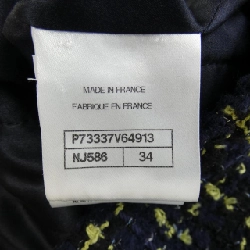 MADE IN FRANCE
FABRIQUE EN FRANCE
P73337V64913
NJ586 34